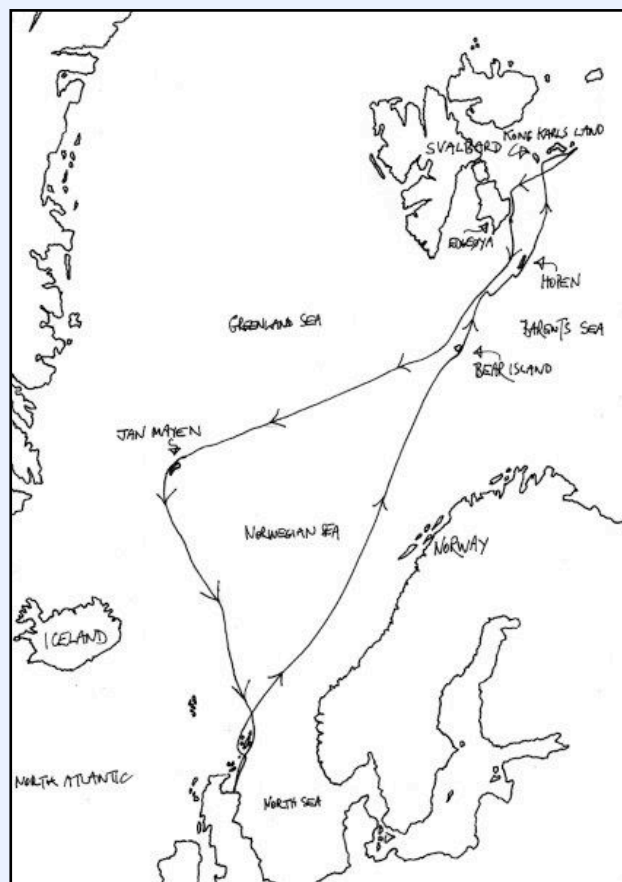 KONG KARLS LAND
SVALBARD
EDGEØYA
HOPEN
GREENLAND SEA
BARENTS SEA
BEAR ISLAND
JAN MAYEN
NORWEGIAN SEA
NORWAY
ICELAND
NORTH ATLANTIC
NORTH SEA